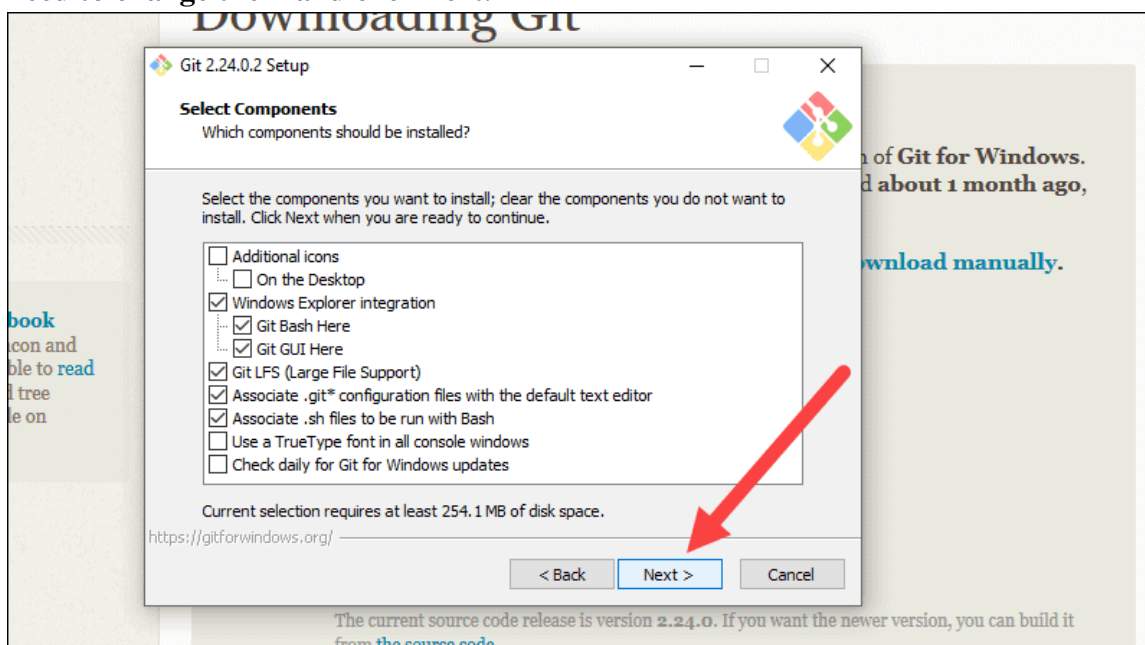 Downloading Git
Git 2.24.0.2 Setup
Select Components
Which components should be installed?
of Git for Windows.
about 1 month ago,
Select the components you want to install; clear the components you do not want to
install. Click Next when you are ready to continue.
Additional icons
On the Desktop
Windows Explorer integration
Git Bash Here
Git GUI Here
Git LFS (Large File Support)
Associate .git* configuration files with the default text editor
Associate .sh files to be run with Bash
Use a TrueType font in all console windows
Check daily for Git for Windows updates
manually.
book
and
to read
tree
on
Current selection requires at least 254.1 MB of disk space.
https://gitforwindows.org/
< Back
Next >
Cancel
The current source code release is version 2.24.0. If you want the newer version, you can build it
from the source code.